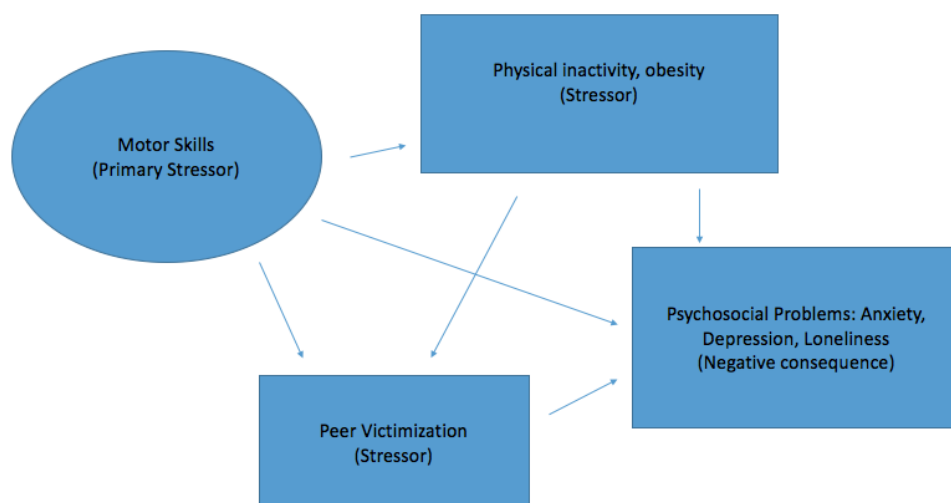 Physical inactivity, obesity
(Stressor)
Motor Skills
(Primary Stressor)
Psychosocial Problems: Anxiety,
Depression, Loneliness
(Negative consequence)
Peer Victimization
(Stressor)